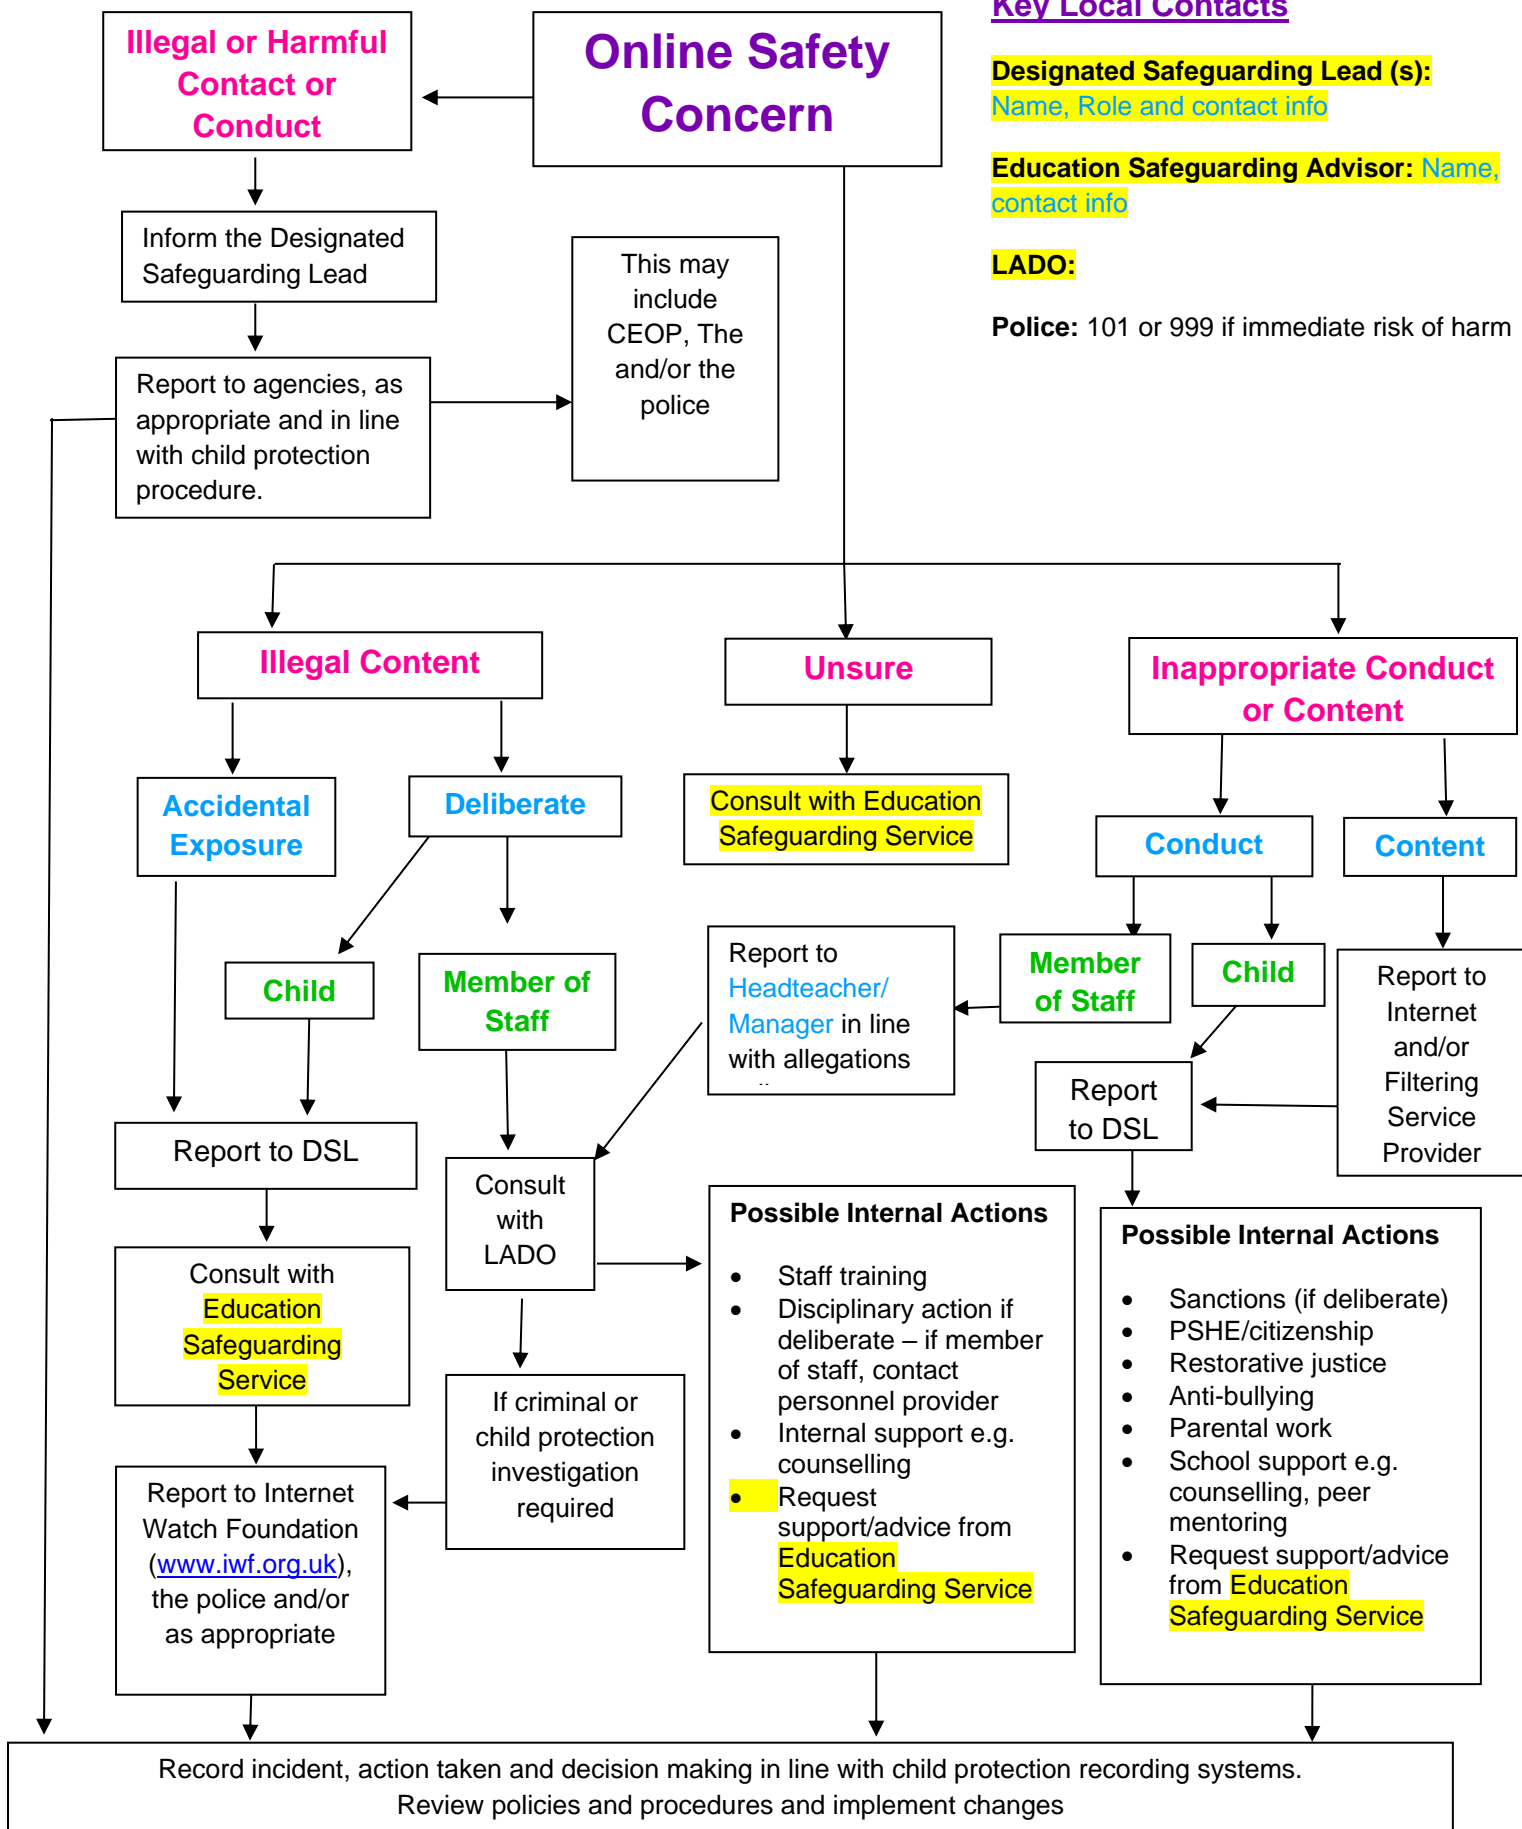 Key Local Contacts
Illegal or Harmful
Contact or
Conduct
Online Safety
Concern
Designated Safeguarding Lead (s):
Name, Role and contact info
Education Safeguarding Advisor: Name,
contact info
LADO:
Police: 101 or 999 if immediate risk of harm
Inform the Designated
Safeguarding Lead
This may
include
CEOP, The
and/or the
police
Report to agencies, as
appropriate and in line
with child protection
procedure.
Illegal Content
Unsure
Inappropriate Conduct
or Content
Accidental
Exposure
Deliberate
Consult with Education
Safeguarding Service
Conduct
Content
Child
Member of
Staff
Report to
Headteacher/
Manager in line
with allegations
Member
of Staff
Child
Report to
Internet
and/or
Filtering
Service
Provider
Report to DSL
Consult
with
LADO
Report
to DSL
Consult with
Education
Safeguarding
Service
If criminal or
child protection
investigation
required
Possible Internal Actions
• Staff training
• Disciplinary action if
deliberate – if member
of staff, contact
personnel provider
• Internal support e.g.
counselling
• Request
support/advice from
Education
Safeguarding Service
Possible Internal Actions
• Sanctions (if deliberate)
• PSHE/citizenship
• Restorative justice
• Anti-bullying
• Parental work
• School support e.g.
counselling, peer
mentoring
• Request support/advice
from Education
Safeguarding Service
Report to Internet
Watch Foundation
(www.iwf.org.uk),
the police and/or
as appropriate
Record incident, action taken and decision making in line with child protection recording systems.
Review policies and procedures and implement changes